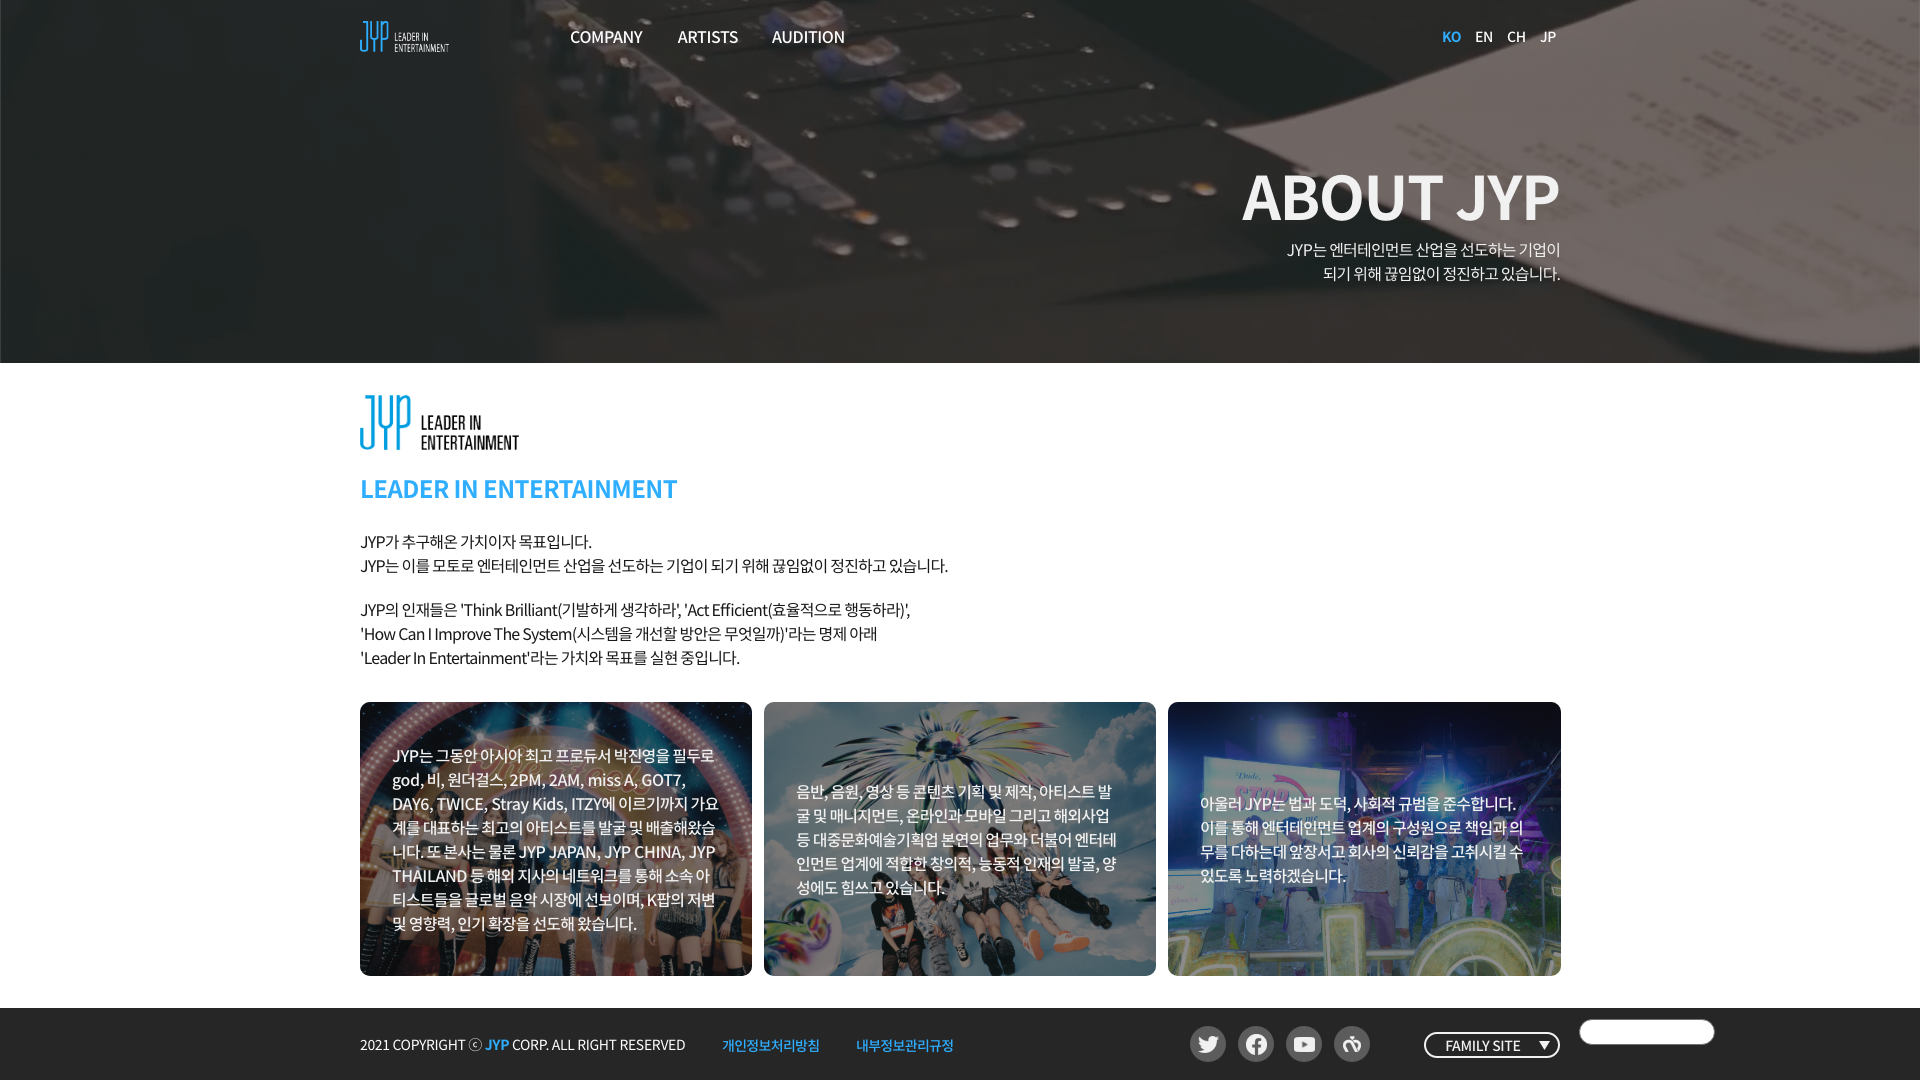 JYP LEADER IN
ENTERTAINMENT
COMPANY ARTISTS AUDITION
KO EN CH JP
ABOUT JYP
JYP는 엔터테인먼트 산업을 선도하는 기업이
되기 위해 끊임없이 정진하고 있습니다.
JYP LEADER IN
ENTERTAINMENT
LEADER IN ENTERTAINMENT
JYP가 추구해온 가치이자 목표입니다.
JYP는 이를 모토로 엔터테인먼트 산업을 선도하는 기업이 되기 위해 끊임없이 정진하고 있습니다.
JYP의 인재들은 'Think Brilliant(기발하게 생각하라', 'Act Efficient(효율적으로 행동하라)',
'How Can I Improve The System(시스템을 개선할 방안은 무엇일까)'라는 명제 아래
'Leader In Entertainment'라는 가치와 목표를 실현 중입니다.
JYP는 그동안 아시아 최고 프로듀서 박진영을 필두로
god, 비, 원더걸스, 2PM, 2AM, miss A, GOT7,
DAY6, TWICE, Stray Kids, ITZY에 이르기까지 가요
계를 대표하는 최고의 아티스트를 발굴 및 배출해왔습
니다. 또 본사는 물론 JYP JAPAN, JYP CHINA, JYP
THAILAND 등 해외 지사의 네트워크를 통해 소속 아
티스트들을 글로벌 음악 시장에 선보이며, K팝의 저변
및 영향력, 인기 확장을 선도해 왔습니다.
음반, 음원, 영상 등 콘텐츠 기획 및 제작, 아티스트 발
굴 및 매니지먼트, 온라인과 모바일 그리고 해외사업
등 대중문화예술기획업 본연의 업무와 더불어 엔터테
인먼트 업계에 적합한 창의적, 능동적 인재의 발굴, 양
성에도 힘쓰고 있습니다.
아울러 JYP는 법과 도덕, 사회적 규범을 준수합니다.
이를 통해 엔터테인먼트 업계의 구성원으로 책임과 의
무를 다하는데 앞장서고 회사의 신뢰감을 고취시킬 수
있도록 노력하겠습니다.
2021 COPYRIGHT ⓒ JYP CORP. ALL RIGHT RESERVED 개인정보처리방침 내부정보관리규정
FAMILY SITE